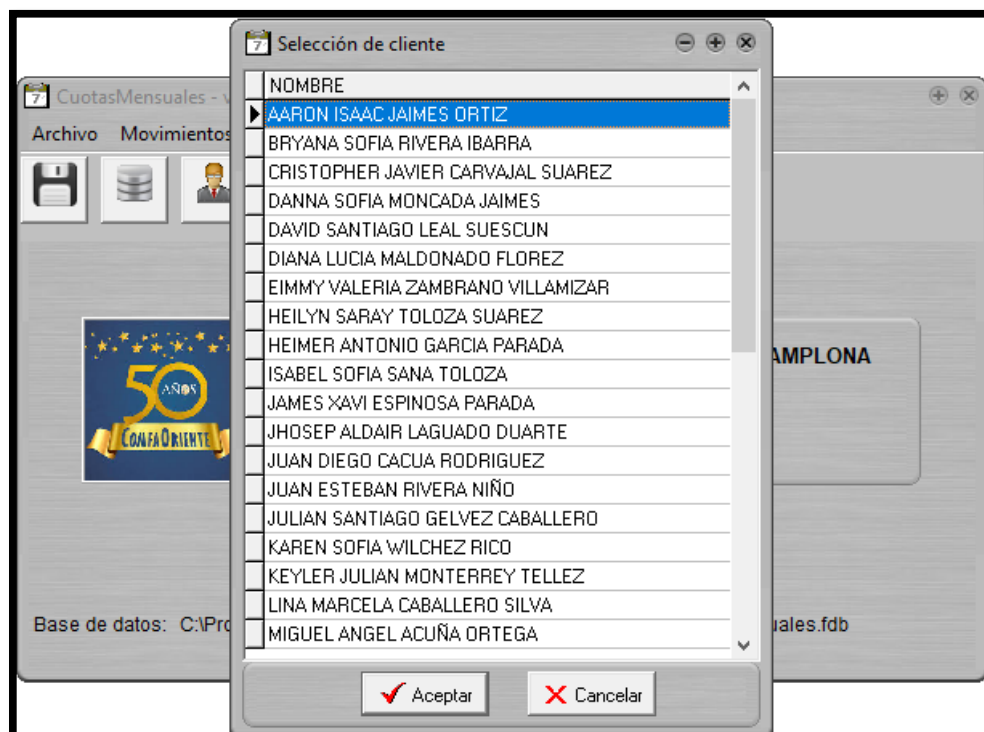 Selección de cliente
NOMBRE
AARON ISAAC JAIMES ORTIZ
BRYANA SOFIA RIVERA IBARRA
CRISTOPHER JAVIER CARVAJAL SUAREZ
DANNA SOFIA MONCADA JAIMES
DAVID SANTIAGO LEAL SUESCUN
DIANA LUCIA MALDONADO FLOREZ
EIMMY VALERIA ZAMBRANO VILLAMIZAR
HEILYN SARAY TOLOZA SUAREZ
HEIMER ANTONIO GARCIA PARADA
ISABEL SOFIA SANA TOLOZA
JAMES XAVI ESPINOSA PARADA
JHOSEP ALDAIR LAGUADO DUARTE
JUAN DIEGO CACUA RODRIGUEZ
JUAN ESTEBAN RIVERA NIÑO
JULIAN SANTIAGO GELVEZ CABALLERO
KAREN SOFIA WILCHEZ RICO
KEYLER JULIAN MONTERREY TELLEZ
LINA MARCELA CABALLERO SILVA
MIGUEL ANGEL ACUÑA ORTEGA
Aceptar Cancelar
7 CuotasMensuales - v
Archivo Movimientos
50
AÑOS
COMFAORIENTE
AMPLONA
Base de datos: C:\Pro
uales.fdb